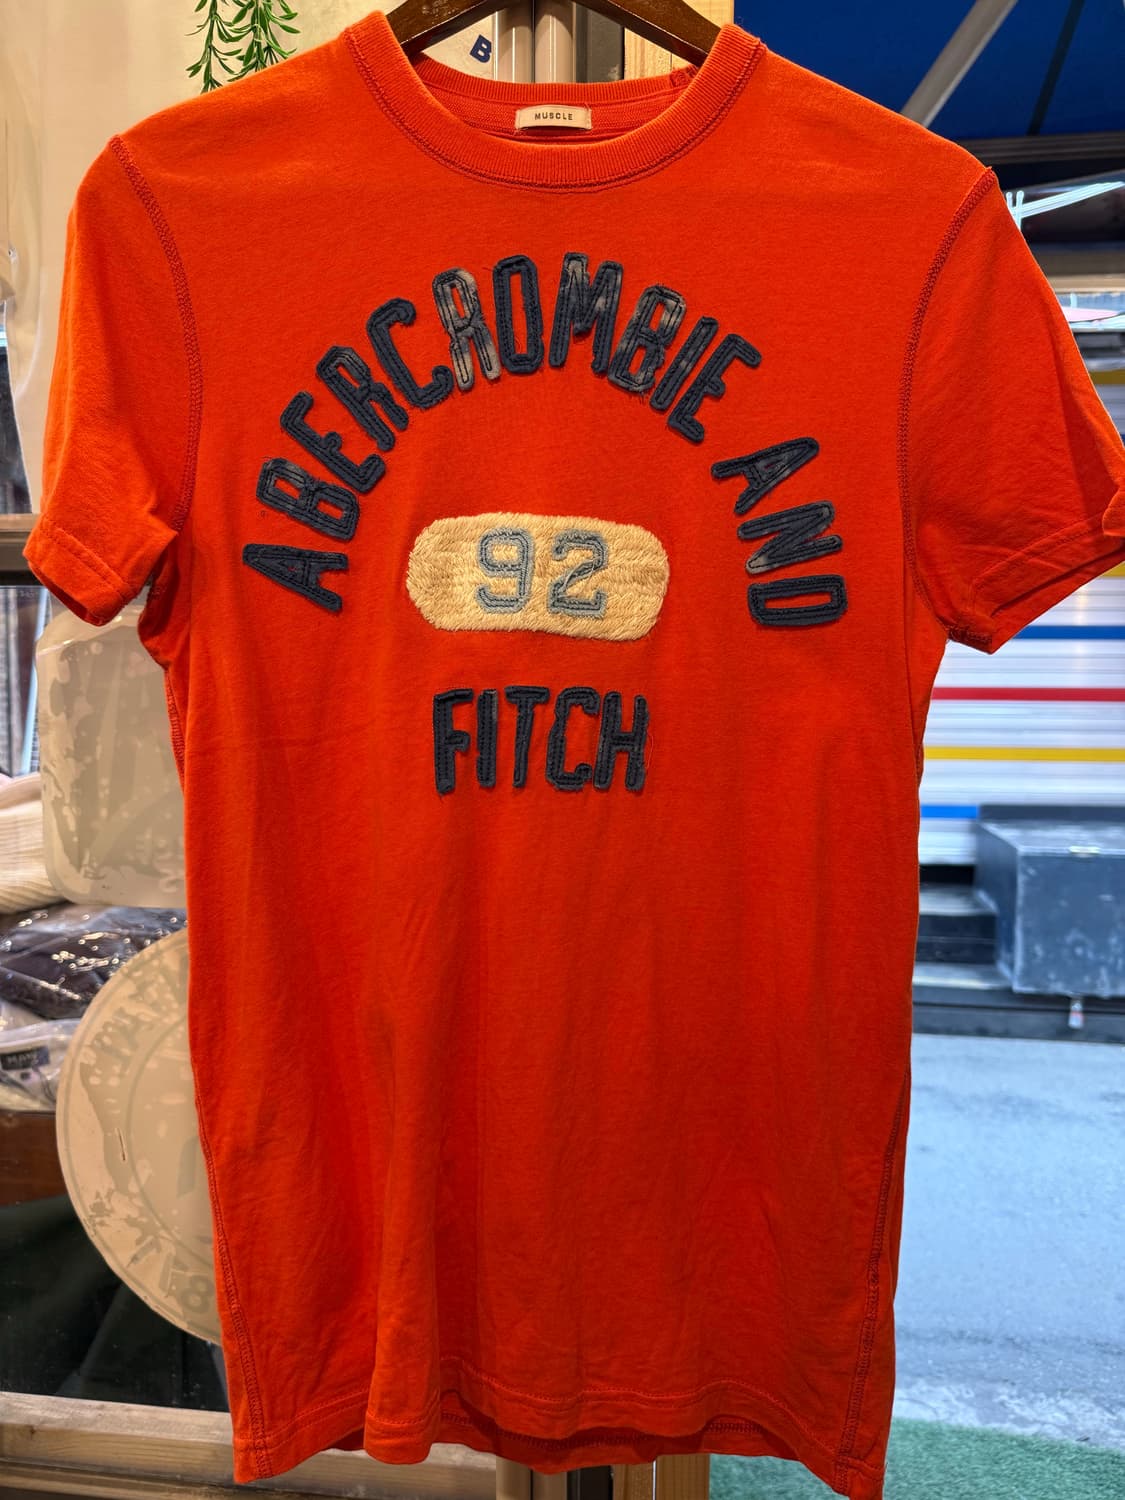 B
MUSCLE
ABERCROMBIE AND
92
FITCH